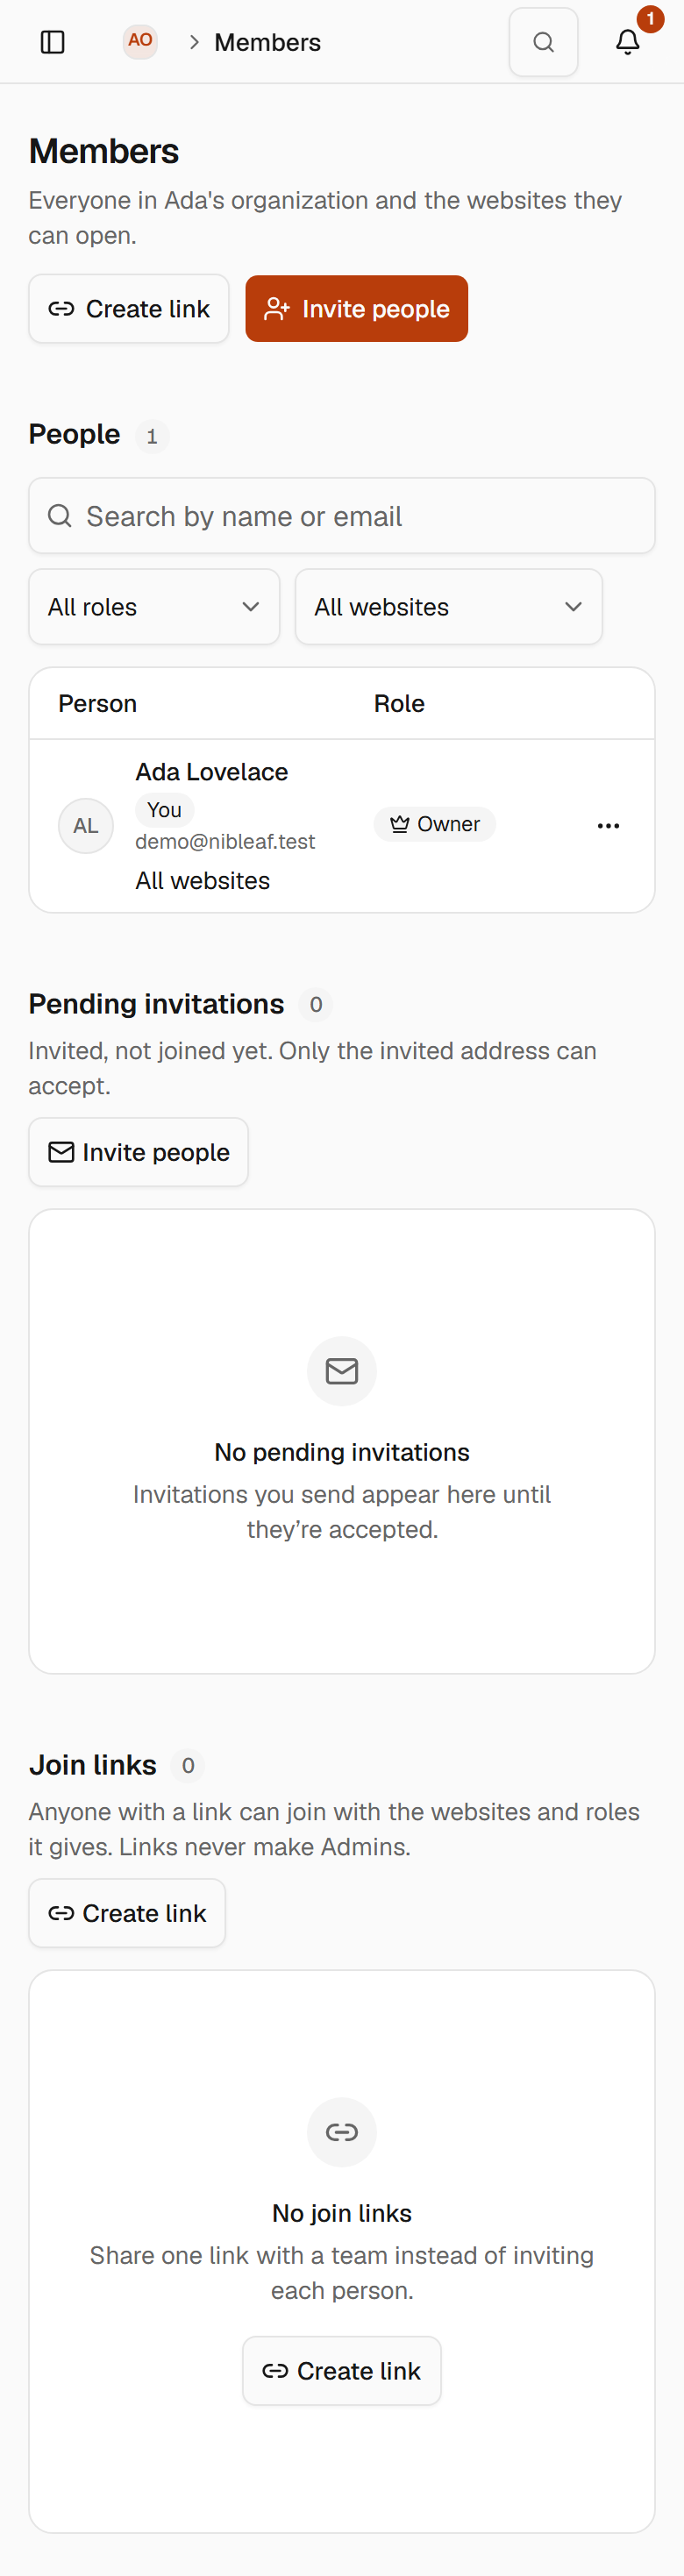 AO
Members
1
Members
Everyone in Ada's organization and the websites they
can open.
Create link
Invite people
People 1
Search by name or email
All roles
All websites
Person
Role
Ada Lovelace
AL
You
Owner
demo@nibleaf.test
All websites
Pending invitations 0
Invited, not joined yet. Only the invited address can
accept.
Invite people
No pending invitations
Invitations you send appear here until
they’re accepted.
Join links 0
Anyone with a link can join with the websites and roles
it gives. Links never make Admins.
Create link
No join links
Share one link with a team instead of inviting
each person.
Create link